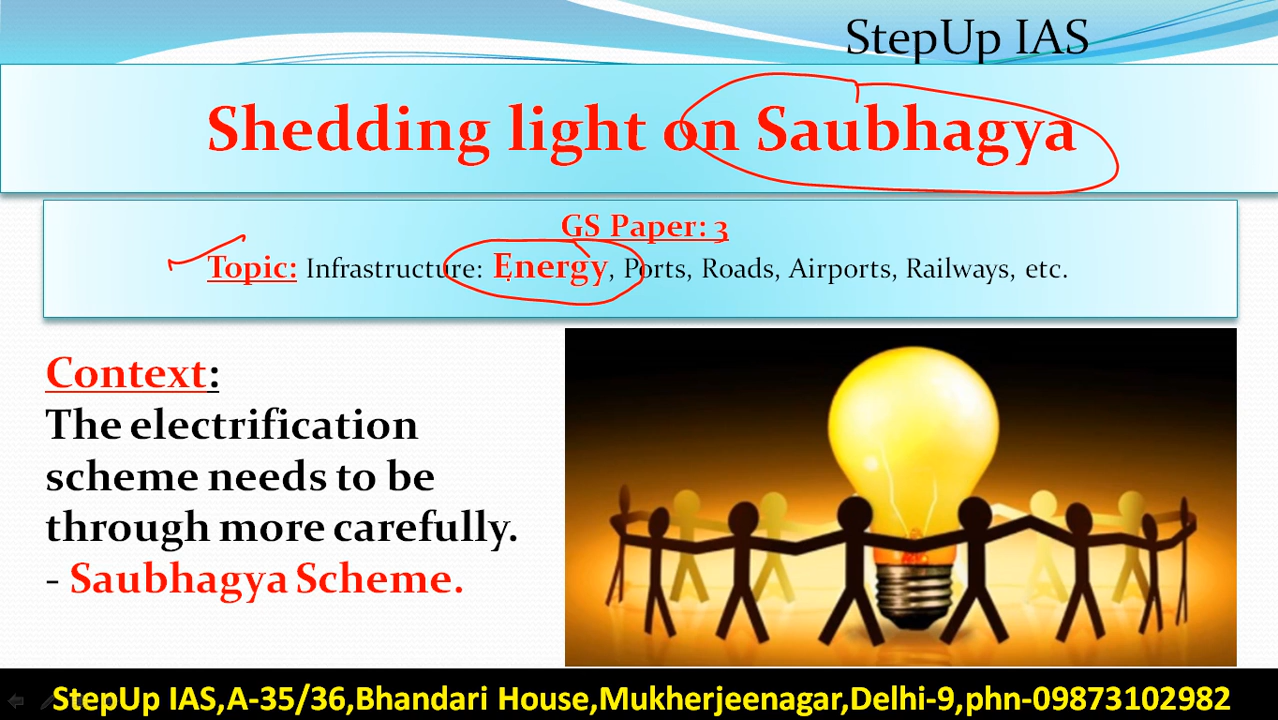 StepUp IAS
Shedding light on Saubhagya
GS Paper: 3
Topic: Infrastructure: Energy, Ports, Roads, Airports, Railways, etc.
Context:
The electrification
scheme needs to be
through more carefully.
- Saubhagya Scheme.
StepUp IAS,A-35/36,Bhandari House,Mukherjeenagar,Delhi-9,phn-09873102982